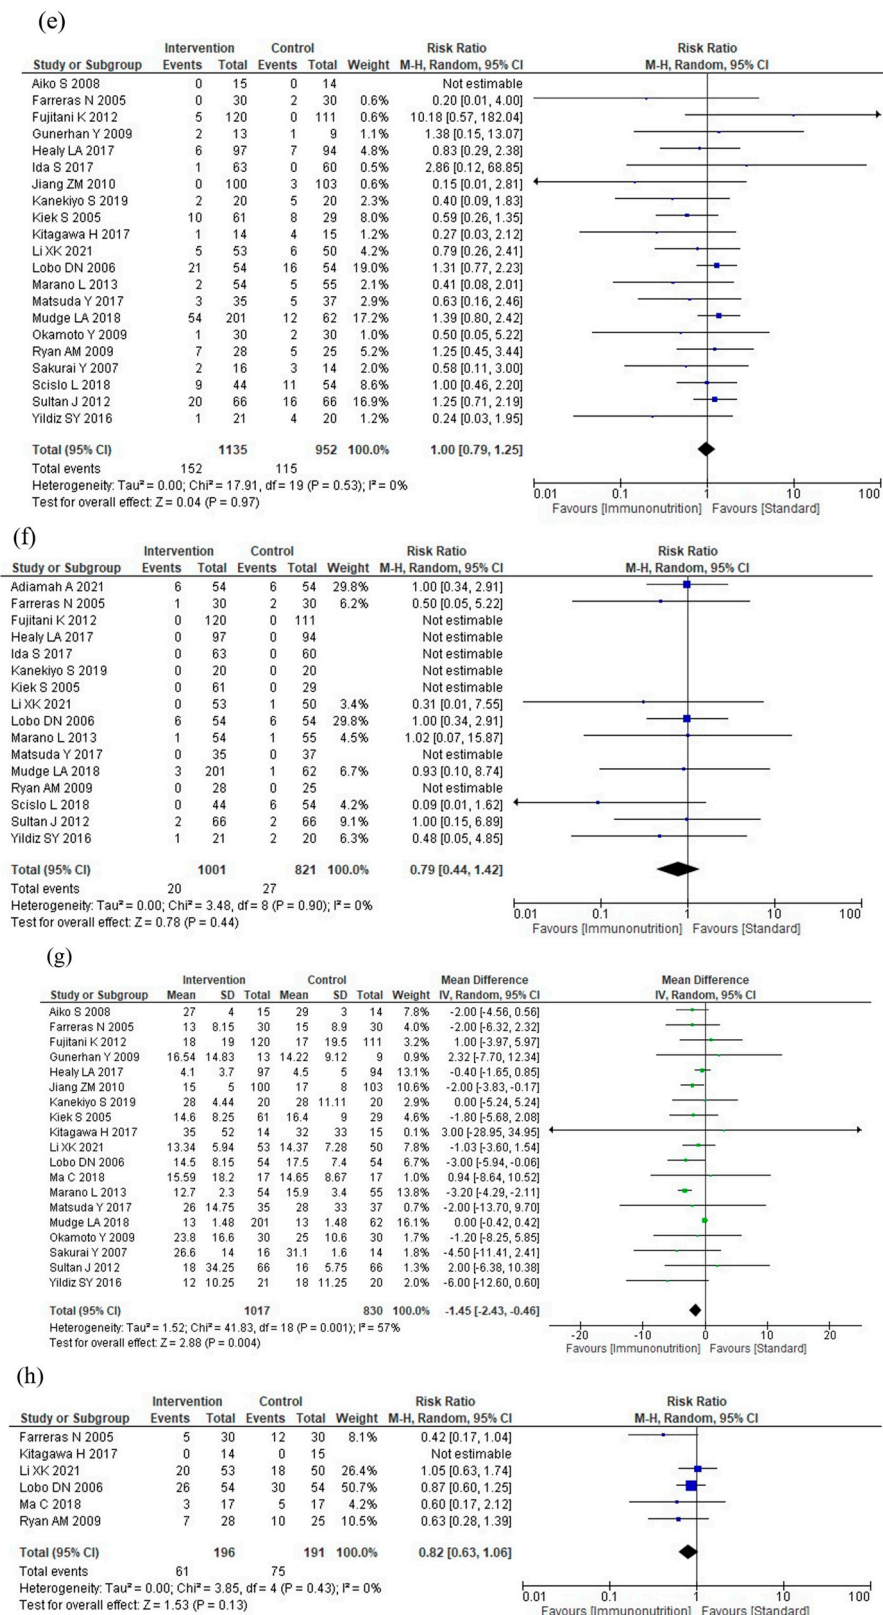 (e)
Intervention Control Risk Ratio Risk Ratio
Study or Subgroup Events Total Events Total Weight M-H, Random, 95% CI M-H, Random, 95% CI
Aiko S 2008 0 15 0 14 Not estimable
Farreras N 2005 0 30 2 30 0.6% 0.20 [0.01, 4.00]
Fujitani K 2012 5 120 0 111 0.6% 10.18 [0.57, 182.04]
Gunerhan Y 2009 2 13 1 9 1.1% 1.38 [0.15, 13.07]
Healy LA 2017 6 97 7 94 4.8% 0.83 [0.29, 2.38]
Ida S 2017 1 63 0 60 0.5% 2.86 [0.12, 68.85]
Jiang ZM 2010 0 100 3 103 0.6% 0.15 [0.01, 2.81]
Kanekiyo S 2019 2 20 5 20 2.4% 0.40 [0.09, 1.83]
Kiek S 2005 10 61 8 29 8.0% 0.59 [0.26, 1.35]
Kitagawa H 2017 1 14 4 15 1.3% 0.27 [0.03, 2.12]
Li XK 2021 5 53 6 50 4.2% 0.79 [0.26, 2.41]
Lobo DN 2006 21 54 16 54 19.0% 1.31 [0.77, 2.23]
Marano L 2013 2 54 5 55 2.1% 0.41 [0.08, 2.01]
Matsuda Y 2017 3 35 5 37 2.9% 0.63 [0.16, 2.46]
Mudge LA 2018 54 201 12 62 17.2% 1.39 [0.80, 2.42]
Okamoto Y 2009 1 30 2 30 1.0% 0.50 [0.05, 5.22]
Ryan AM 2009 7 28 5 25 5.2% 1.25 [0.45, 3.44]
Sakurai Y 2007 2 16 3 14 1.9% 0.58 [0.11, 3.00]
Scislo L 2018 9 44 11 54 8.6% 1.00 [0.46, 2.20]
Sultan J 2012 20 66 16 66 16.9% 1.25 [0.71, 2.19]
Yildiz SY 2016 1 21 4 20 1.2% 0.24 [0.03, 1.95]
Total (95% CI) 1135 952 100.0% 1.00 [0.79, 1.25]
Total events 152 115
Heterogeneity: Tau² = 0.00; Chi² = 17.91, df = 19 (P = 0.53); I² = 0%
Test for overall effect: Z = 0.04 (P = 0.97)
0.01 0.1 1 10 100
Favours [Immunonutrition] Favours [Standard]
(f)
Intervention Control Risk Ratio Risk Ratio
Study or Subgroup Events Total Events Total Weight M-H, Random, 95% CI M-H, Random, 95% CI
Adiamah A 2021 6 54 6 54 29.8% 1.00 [0.34, 2.91]
Farreras N 2005 1 30 2 30 6.2% 0.50 [0.05, 5.22]
Fujitani K 2012 0 120 0 111 Not estimable
Healy LA 2017 0 97 0 94 Not estimable
Ida S 2017 0 63 0 60 Not estimable
Kanekiyo S 2019 0 20 0 20 Not estimable
Kiek S 2005 0 61 0 29 Not estimable
Li XK 2021 0 53 1 50 3.4% 0.31 [0.01, 7.55]
Lobo DN 2006 6 54 6 54 29.8% 1.00 [0.34, 2.91]
Marano L 2013 1 54 1 55 4.5% 1.02 [0.07, 15.87]
Matsuda Y 2017 0 35 0 37 Not estimable
Mudge LA 2018 3 201 1 62 6.7% 0.93 [0.10, 8.74]
Ryan AM 2009 0 28 0 25 Not estimable
Scislo L 2018 0 44 6 54 4.2% 0.09 [0.01, 1.62]
Sultan J 2012 2 66 2 66 9.1% 1.00 [0.15, 6.89]
Yildiz SY 2016 1 21 2 20 6.3% 0.48 [0.05, 4.85]
Total (95% CI) 1001 821 100.0% 0.79 [0.44, 1.42]
Total events 20 27
Heterogeneity: Tau² = 0.00; Chi² = 3.48, df = 8 (P = 0.90); I² = 0%
Test for overall effect: Z = 0.78 (P = 0.44)
0.01 0.1 1 10 100
Favours [Immunonutrition] Favours [Standard]
(g)
Intervention Control Mean Difference Mean Difference
Study or Subgroup Mean SD Total Mean SD Total Weight IV, Random, 95% CI IV, Random, 95% CI
Aiko S 2008 27 4 15 29 3 14 7.8% -2.00 [-4.56, 0.56]
Farreras N 2005 13 8.15 30 15 8.9 30 4.0% -2.00 [-6.32, 2.32]
Fujitani K 2012 18 19 120 17 19.5 111 3.2% 1.00 [-3.97, 5.97]
Gunerhan Y 2009 16.54 14.83 13 14.22 9.12 9 0.9% 2.32 [-7.70, 12.34]
Healy LA 2017 4.1 3.7 97 4.5 5 94 13.1% -0.40 [-1.65, 0.85]
Jiang ZM 2010 15 5 100 17 8 103 10.6% -2.00 [-3.83, -0.17]
Kanekiyo S 2019 28 4.44 20 28 11.11 20 2.9% 0.00 [-5.24, 5.24]
Kiek S 2005 14.6 8.25 61 16.4 9 29 4.7% -1.80 [-5.68, 2.08]
Kitagawa H 2017 35 52 14 32 33 15 0.1% 3.00 [-28.95, 34.95]
Li XK 2021 13.34 5.94 53 14.37 7.28 50 7.8% -1.03 [-3.60, 1.54]
Lobo DN 2006 14.5 8.15 54 17.5 7.4 54 6.7% -3.00 [-5.94, -0.06]
Ma C 2018 15.59 18.2 17 14.65 8.67 17 1.0% 0.94 [-8.64, 10.52]
Marano L 2013 12.7 2.3 54 15.9 3.4 55 13.8% -3.20 [-4.29, -2.11]
Matsuda Y 2017 26 14.75 35 28 33 37 0.7% -2.00 [-13.70, 9.70]
Mudge LA 2018 13 1.48 201 13 1.48 62 16.0% 0.00 [-0.42, 0.42]
Okamoto Y 2009 23.8 16.6 30 25 10.6 30 1.8% -1.20 [-8.25, 5.85]
Sakurai Y 2007 26.6 14 16 31.1 1.6 14 1.8% -4.50 [-11.41, 2.41]
Sultan J 2012 18 34.25 66 16 5.75 66 1.3% 2.00 [-6.38, 10.38]
Yildiz SY 2016 12 10.25 21 18 11.25 20 1.9% -6.00 [-12.60, 0.60]
Total (95% CI) 1017 830 100.0% -1.45 [-2.43, -0.46]
Heterogeneity: Tau² = 1.52; Chi² = 41.83, df = 18 (P = 0.001); I² = 57%
Test for overall effect: Z = 2.88 (P = 0.004)
-20 -10 0 10 20
Favours [Immunonutrition] Favours [Standard]
(h)
Intervention Control Risk Ratio Risk Ratio
Study or Subgroup Events Total Events Total Weight M-H, Random, 95% CI M-H, Random, 95% CI
Farreras N 2005 5 30 12 30 8.1% 0.42 [0.17, 1.04]
Kitagawa H 2017 0 14 0 15 Not estimable
Li XK 2021 20 53 18 50 26.4% 1.05 [0.63, 1.74]
Lobo DN 2006 26 54 30 54 50.7% 0.87 [0.60, 1.25]
Ma C 2018 3 17 5 17 4.2% 0.60 [0.17, 2.12]
Ryan AM 2009 7 28 10 25 10.5% 0.63 [0.28, 1.39]
Total (95% CI) 196 191 100.0% 0.82 [0.63, 1.06]
Total events 61 75
Heterogeneity: Tau² = 0.00; Chi² = 3.85, df = 4 (P = 0.43); I² = 0%
Test for overall effect: Z = 1.53 (P = 0.13)
0.01 0.1 1 10 100
Favours [Immunonutrition] Favours [Standard]